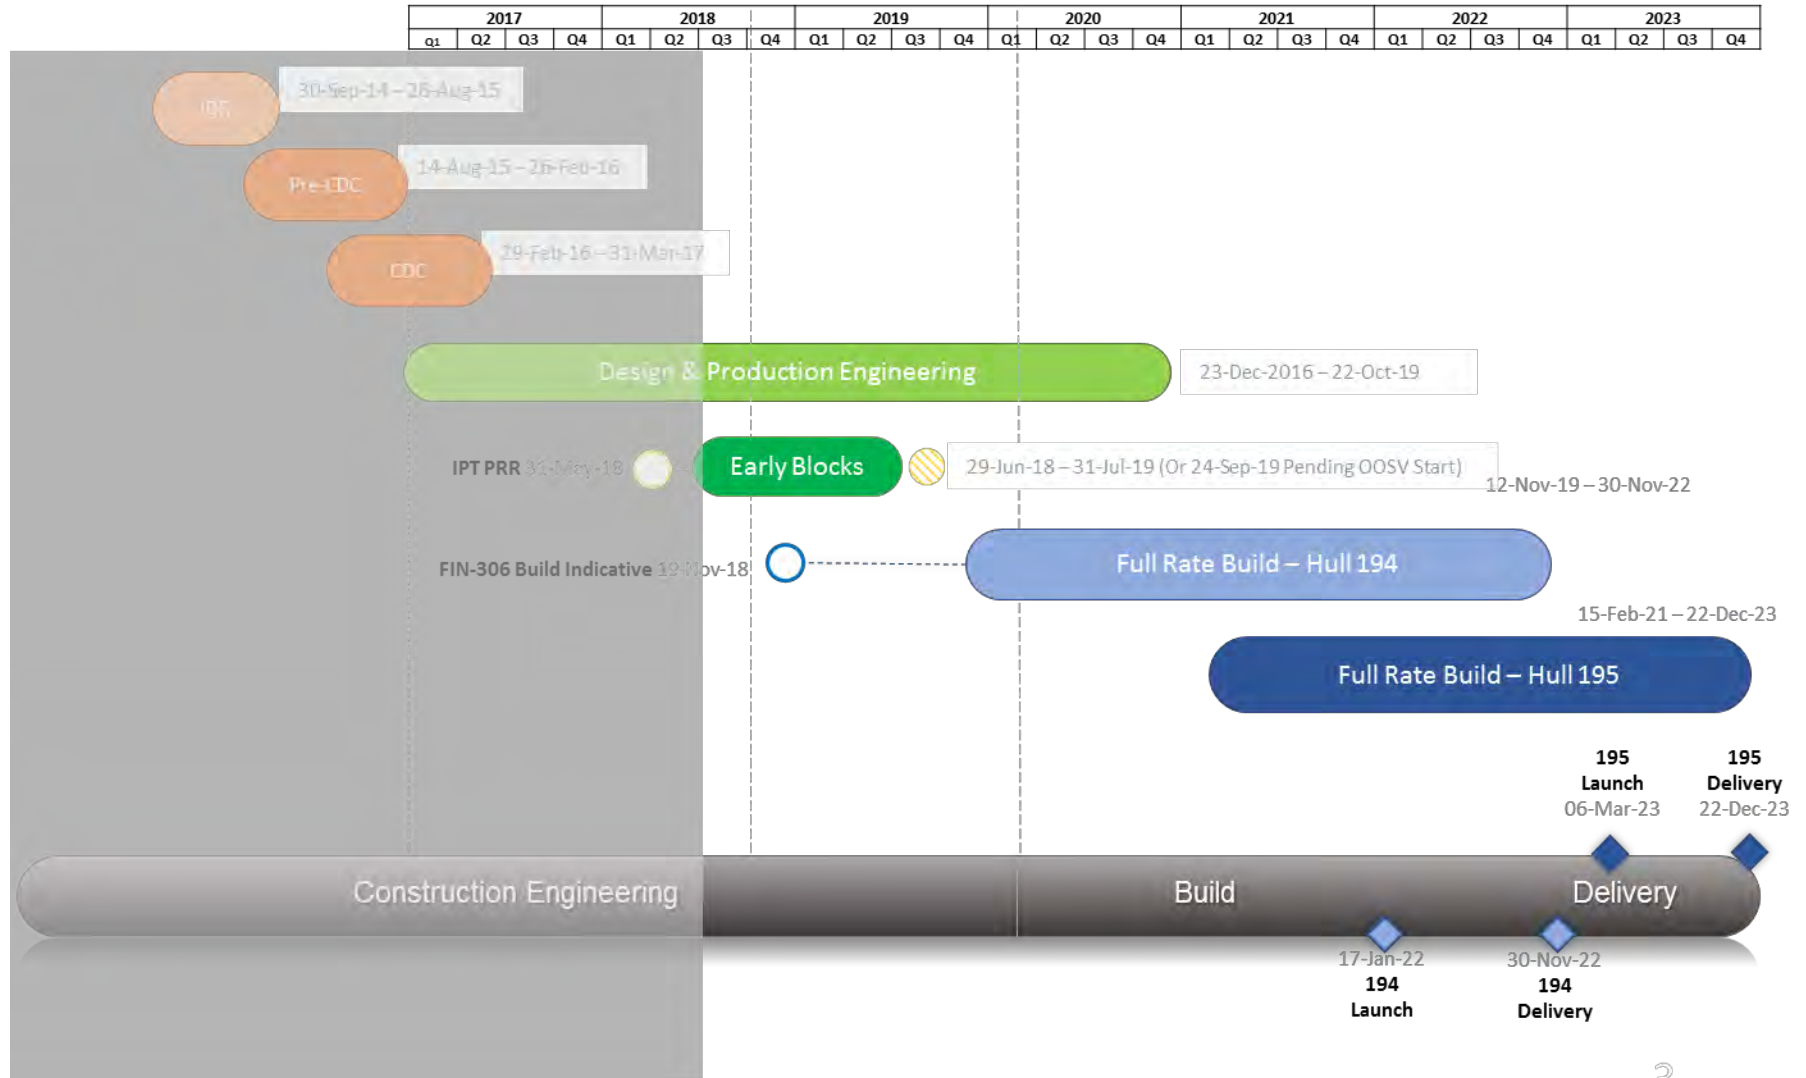 2017 2018 2019 2020 2021 2022 2023
Q1 Q2 Q3 Q4 Q1 Q2 Q3 Q4 Q1 Q2 Q3 Q4 Q1 Q2 Q3 Q4 Q1 Q2 Q3 Q4 Q1 Q2 Q3 Q4 Q1 Q2 Q3 Q4
30-Sep-14 – 26-Aug-15
14-Aug-15 – 26-Feb-16
Pre-CDC
29-Feb-16 – 31-Mar-17
CDC
Design & Production Engineering
23-Dec-2016 – 22-Oct-19
IPT PRR 31-May-18
Early Blocks
29-Jun-18 – 31-Jul-19 (Or 24-Sep-19 Pending OOSV Start)
12-Nov-19 – 30-Nov-22
FIN-306 Build Indicative
Full Rate Build – Hull 194
15-Feb-21 – 22-Dec-23
Full Rate Build – Hull 195
195
Launch
06-Mar-23
195
Delivery
22-Dec-23
Construction Engineering
Build
Delivery
17-Jan-22
194
Launch
30-Nov-22
194
Delivery